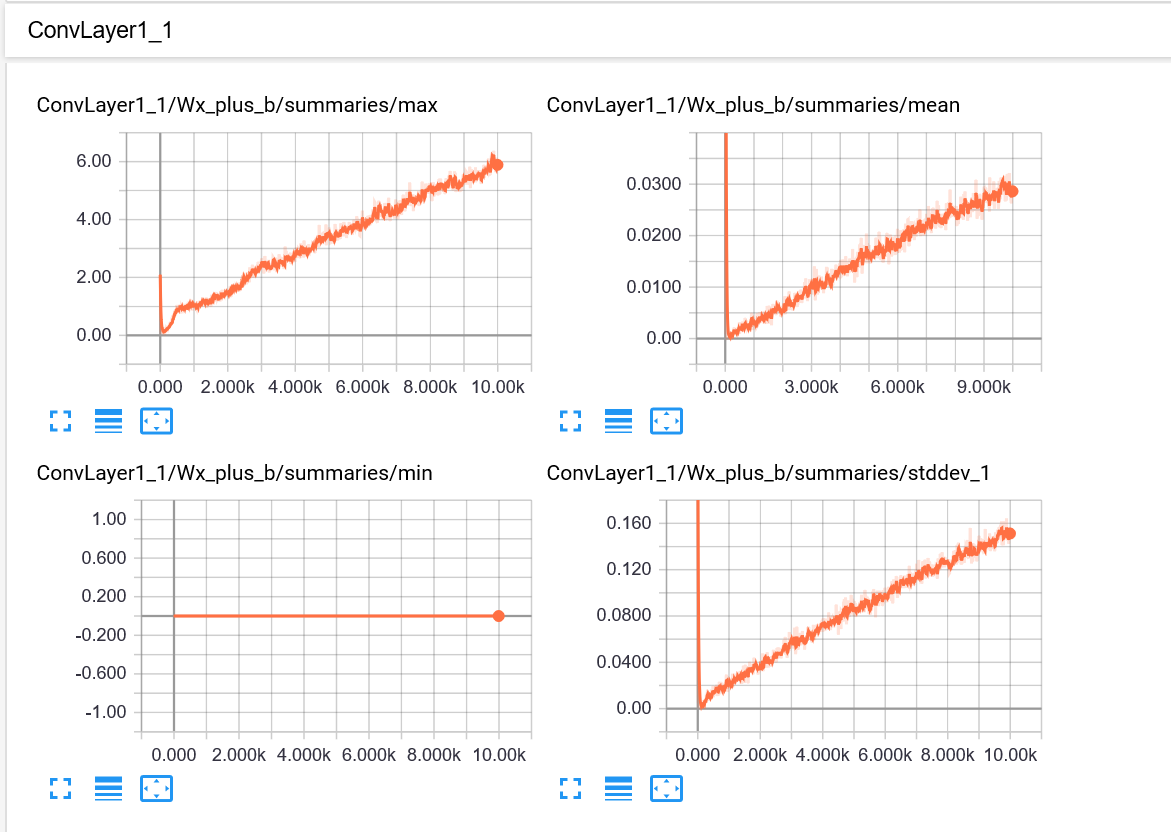 ConvLayer1_1
ConvLayer1_1/Wx_plus_b/summaries/max
6.00
4.00
2.00
0.00
0.000 2.000k 4.000k 6.000k 8.000k 10.00k
ConvLayer1_1/Wx_plus_b/summaries/mean
0.0300
0.0200
0.0100
0.00
0.000 3.000k 6.000k 9.000k
ConvLayer1_1/Wx_plus_b/summaries/min
1.00
0.600
0.200
-0.200
-0.600
-1.00
0.000 2.000k 4.000k 6.000k 8.000k 10.00k
ConvLayer1_1/Wx_plus_b/summaries/stddev_1
0.160
0.120
0.0800
0.0400
0.00
0.000 2.000k 4.000k 6.000k 8.000k 10.00k